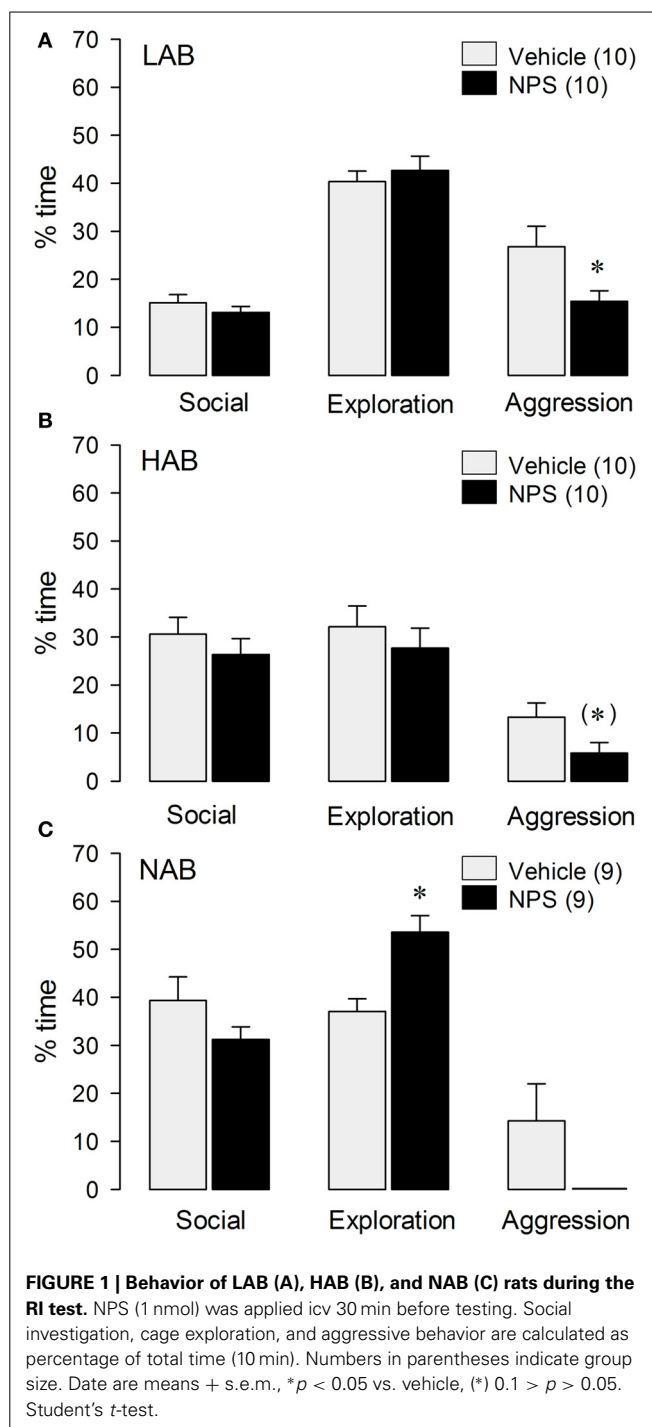 A
LAB
Vehicle (10)
NPS (10)
% time
70
60
50
40
30
20
10
0
*
Social Exploration Aggression
B
HAB
Vehicle (10)
NPS (10)
% time
70
60
50
40
30
20
10
0
(*)
Social Exploration Aggression
C
NAB
Vehicle (9)
NPS (9)
% time
70
60
50
40
30
20
10
0
*
Social Exploration Aggression
FIGURE 1 | Behavior of LAB (A), HAB (B), and NAB (C) rats during the
RI test. NPS (1 nmol) was applied icv 30 min before testing. Social
investigation, cage exploration, and aggressive behavior are calculated as
percentage of total time (10 min). Numbers in parentheses indicate group
size. Date are means + s.e.m., *p < 0.05 vs. vehicle, (*) 0.1 > p > 0.05.
Student's t-test.